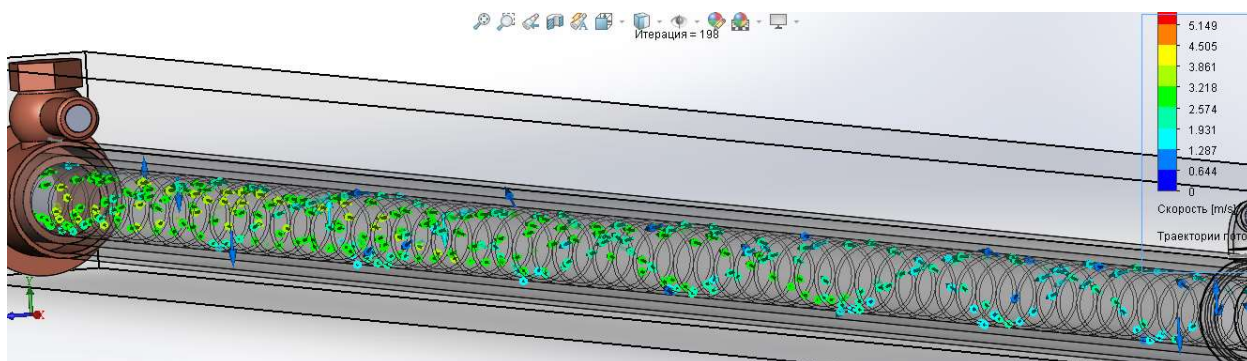 Итерация = 198
5.149
4.505
3.861
3.218
2.574
1.931
1.287
0.644
0
Скорость [m/s]
Траектории
Y
X